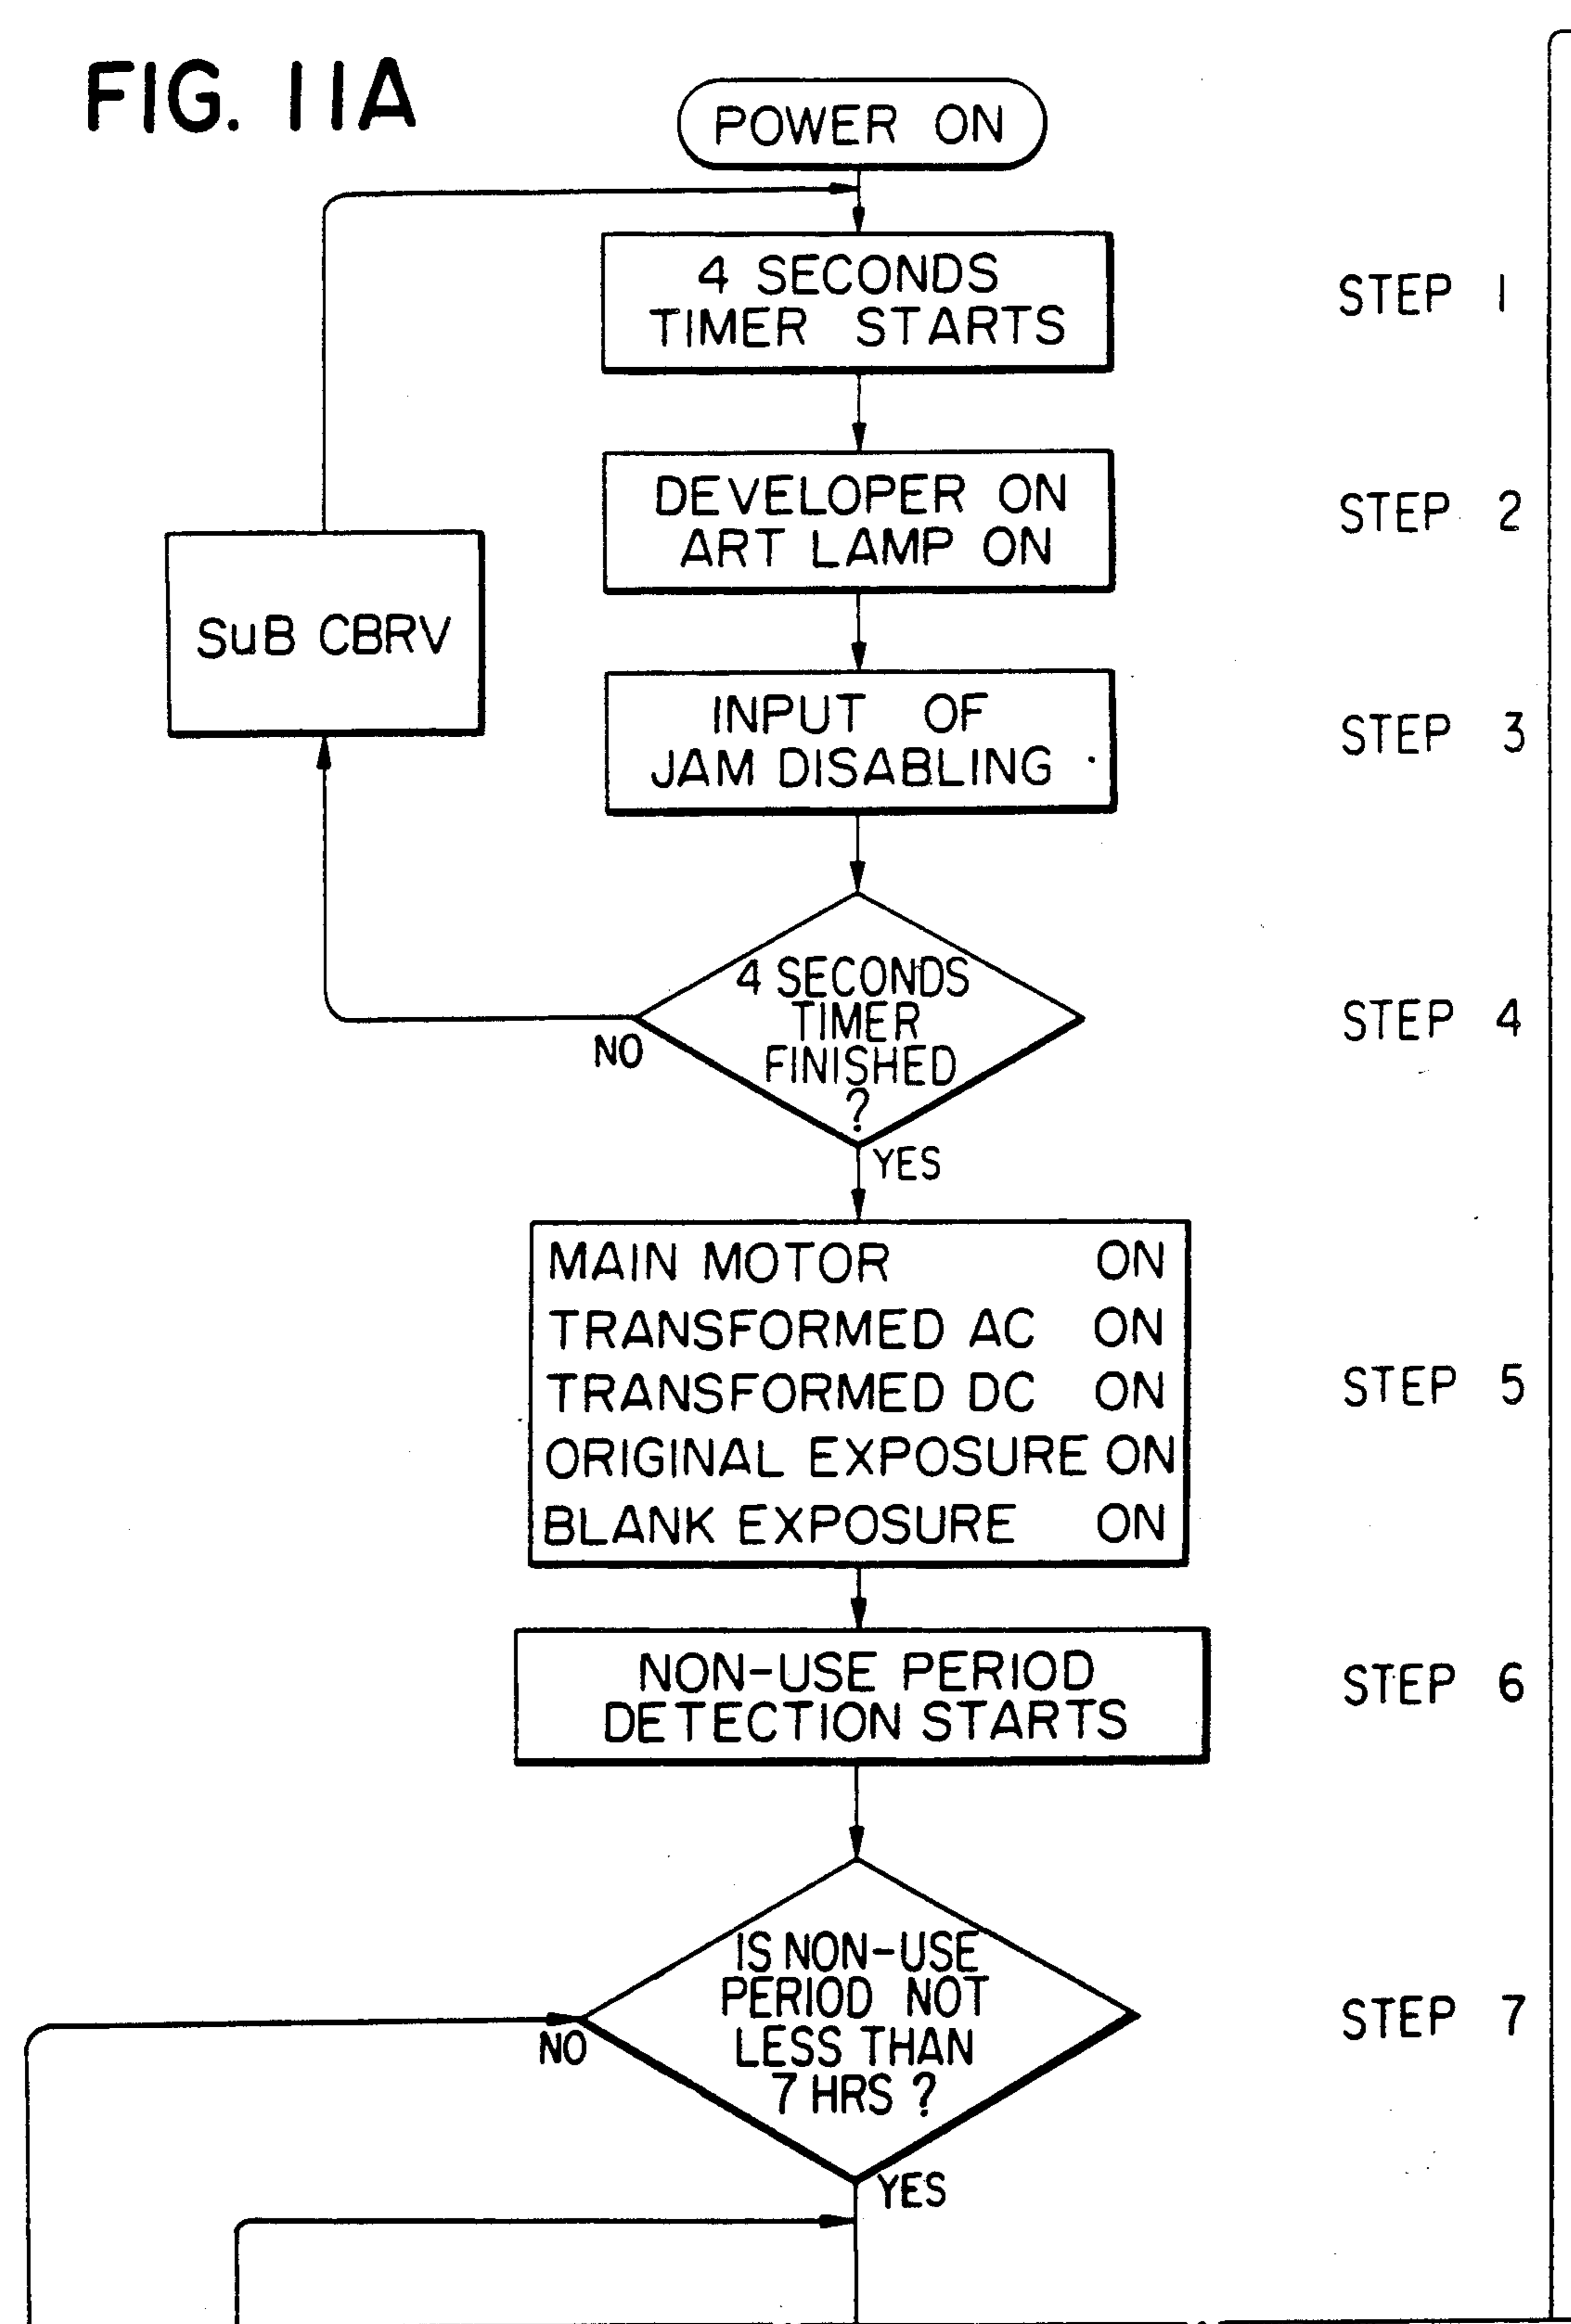 FIG. 11A
POWER ON
4 SECONDS
TIMER STARTS
STEP 1
DEVELOPER ON
ART LAMP ON
STEP 2
SuB CBRV
INPUT OF
JAM DISABLING
STEP 3
4 SECONDS
TIMER
FINISHED
?
STEP 4
NO
YES
MAIN MOTOR ON
TRANSFORMED AC ON
TRANSFORMED DC ON
ORIGINAL EXPOSURE ON
BLANK EXPOSURE ON
STEP 5
NON-USE PERIOD
DETECTION STARTS
STEP 6
IS NON-USE
PERIOD NOT
LESS THAN
7 HRS ?
STEP 7
NO
YES